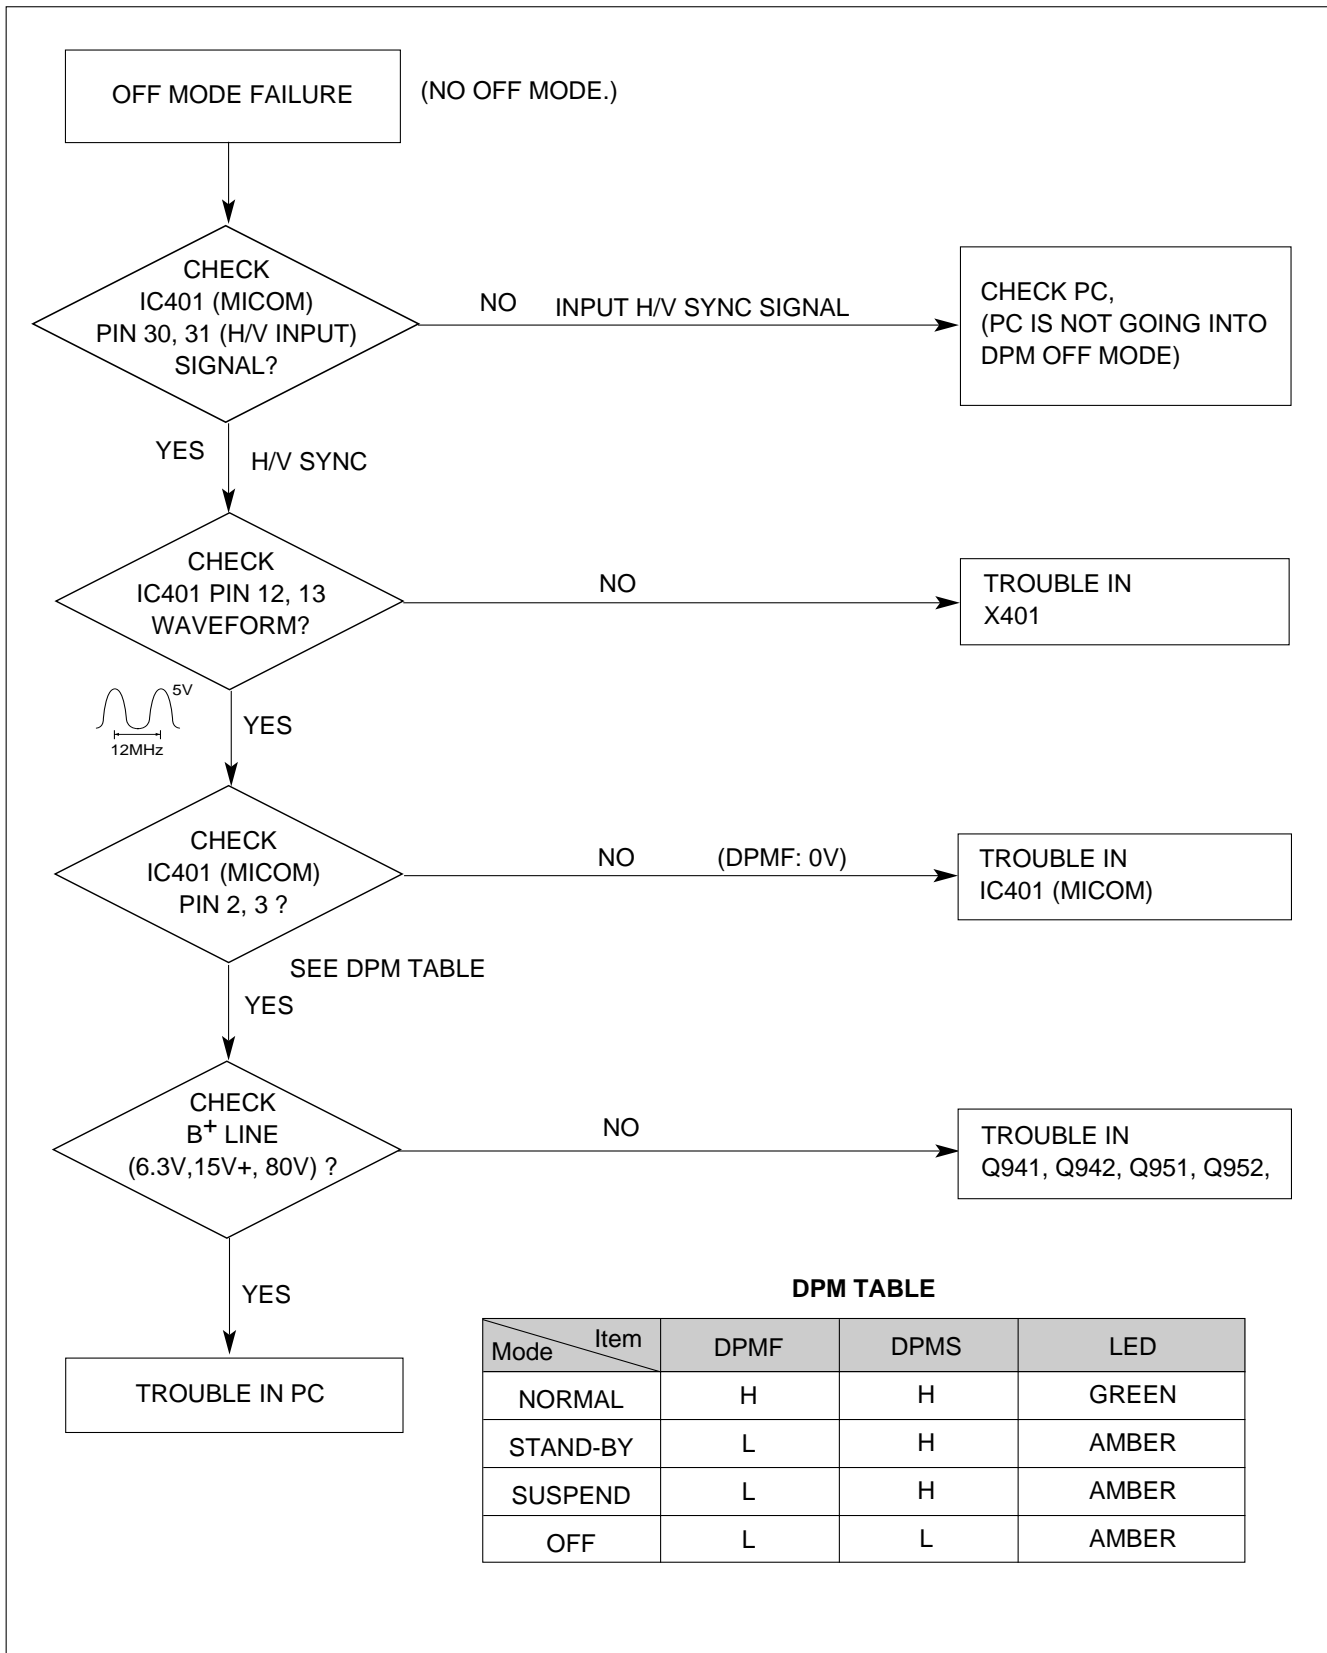 OFF MODE FAILURE
(NO OFF MODE.)
CHECK
IC401 (MICOM)
PIN 30, 31 (H/V INPUT)
SIGNAL?
NO INPUT H/V SYNC SIGNAL
CHECK PC,
(PC IS NOT GOING INTO
DPM OFF MODE)
YES
H/V SYNC
CHECK
IC401 PIN 12, 13
WAVEFORM?
NO
TROUBLE IN
X401
5V
12MHz
YES
CHECK
IC401 (MICOM)
PIN 2, 3 ?
NO (DPMF: 0V)
TROUBLE IN
IC401 (MICOM)
SEE DPM TABLE
YES
CHECK
B+ LINE
(6.3V,15V+, 80V) ?
NO
TROUBLE IN
Q941, Q942, Q951, Q952,
YES
TROUBLE IN PC
DPM TABLE
Mode Item DPMF DPMS LED
NORMAL H H GREEN
STAND-BY L H AMBER
SUSPEND L H AMBER
OFF L L AMBER